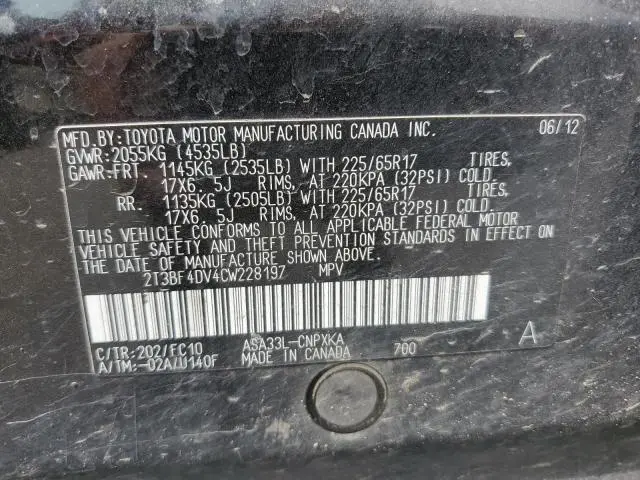 MFD.BY:TOYOTA MOTOR MANUFACTURING CANADA INC. 06/12
GVWR:2055KG (4535LB)
GAWR:FRT. 1145KG (2535LB) WITH 225/65R17 TIRES,
17X6.5J RIMS, AT 220KPA (32PSI) COLD.
RR. 1135KG (2505LB) WITH 225/65R17 TIRES,
17X6.5J RIMS, AT 220KPA (32PSI) COLD.
THIS VEHICLE CONFORMS TO ALL APPLICABLE FEDERAL MOTOR
VEHICLE SAFETY AND THEFT PREVENTION STANDARDS IN EFFECT ON
THE DATE OF MANUFACTURE SHOWN ABOVE.
2T3BF4DV4CW228197 MPV
C/TR:202/FC10 ASA33L-CNPXKA 700 A
A/TM:-02A/U140F MADE IN CANADA